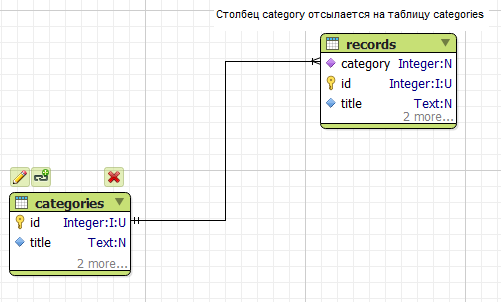 Столбец category отсылается на таблицу categories
records
category Integer:N
id Integer:I:U
title Text:N
2 more...
categories
id Integer:I:U
title Text:N
2 more...